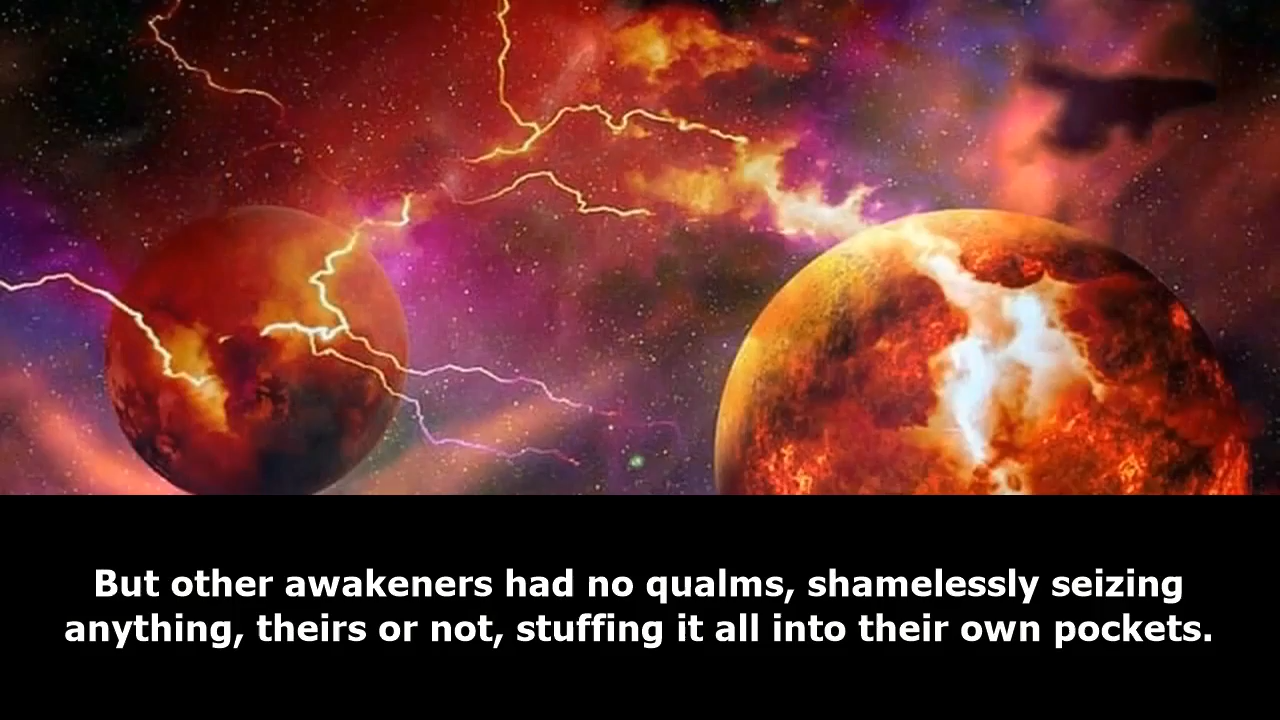 But other awakeners had no qualms, shamelessly seizing
anything, theirs or not, stuffing it all into their own pockets.